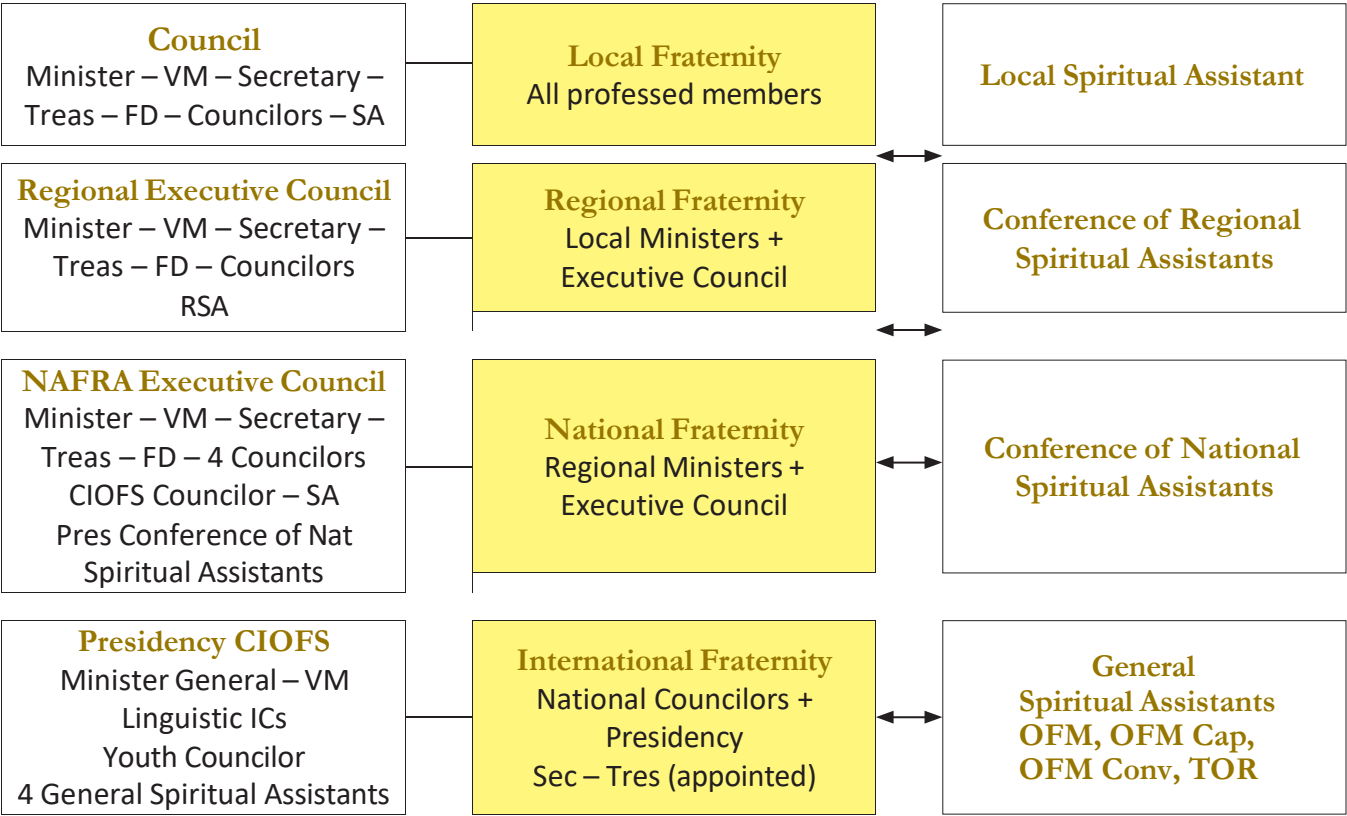 Council
Minister – VM – Secretary –
Treas – FD – Councilors – SA
Local Fraternity
All professed members
Local Spiritual Assistant
Regional Executive Council
Minister – VM – Secretary –
Treas – FD – Councilors
RSA
Regional Fraternity
Local Ministers +
Executive Council
Conference of Regional
Spiritual Assistants
NAFRA Executive Council
Minister – VM – Secretary –
Treas – FD – 4 Councilors
CIOFS Councilor – SA
Pres Conference of Nat
Spiritual Assistants
National Fraternity
Regional Ministers +
Executive Council
Conference of National
Spiritual Assistants
Presidency CIOFS
Minister General – VM
Linguistic ICs
Youth Councilor
4 General Spiritual Assistants
International Fraternity
National Councilors +
Presidency
Sec – Tres (appointed)
General
Spiritual Assistants
OFM, OFM Cap,
OFM Conv, TOR